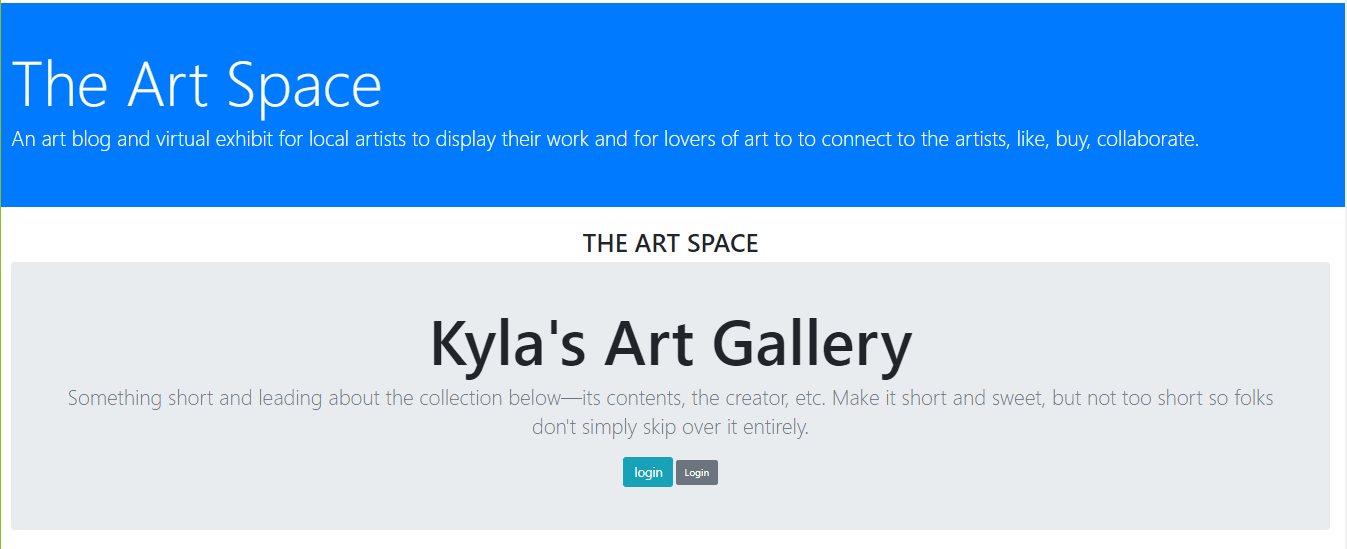 The Art Space
An art blog and virtual exhibit for local artists to display their work and for lovers of art to to connect to the artists, like, buy, collaborate.
THE ART SPACE
Kyla's Art Gallery
Something short and leading about the collection below—its contents, the creator, etc. Make it short and sweet, but not too short so folks
don't simply skip over it entirely.
login Login